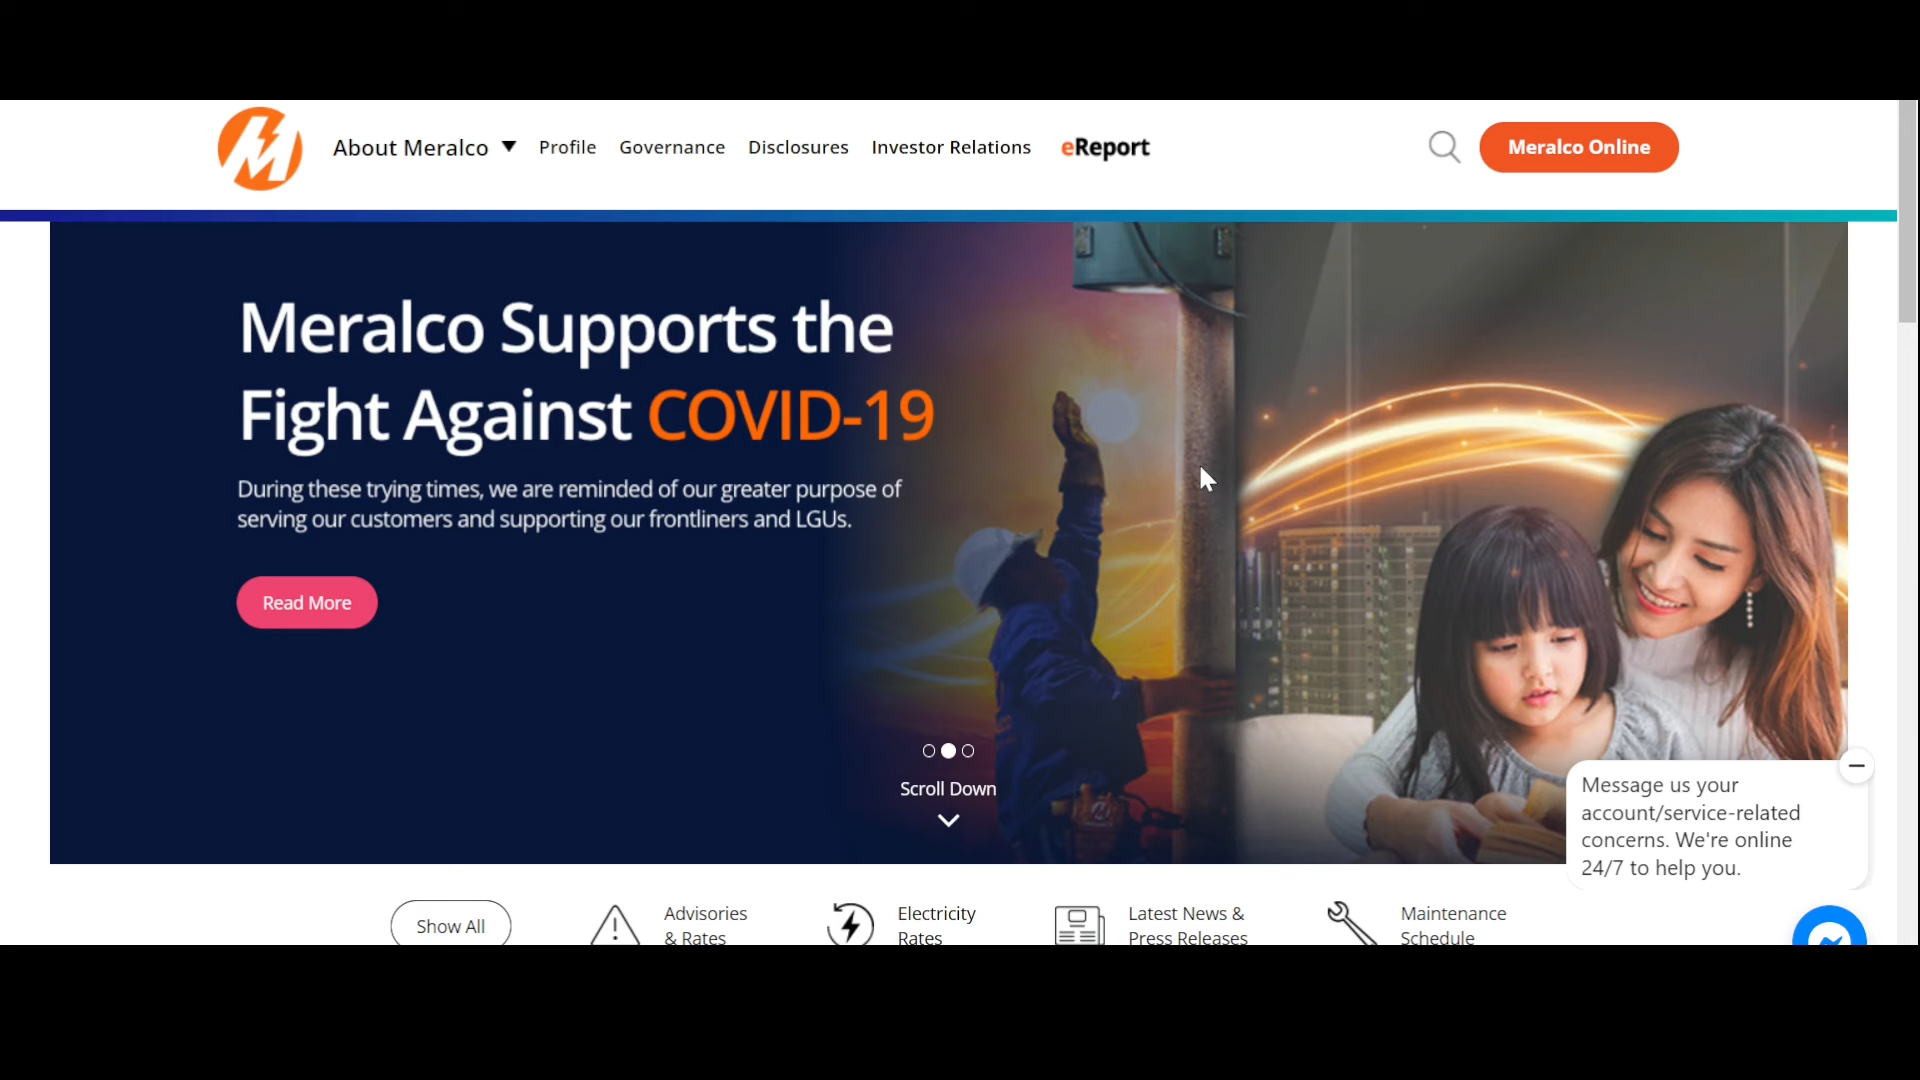 About Meralco ▼ Profile Governance Disclosures Investor Relations eReport Meralco Online
Meralco Supports the
Fight Against COVID-19
During these trying times, we are reminded of our greater purpose of
serving our customers and supporting our frontliners and LGUs.
Read More
Scroll Down
Message us your
account/service-related
concerns. We're online
24/7 to help you.
Show All
Advisories
& Rates
Electricity
Rates
Latest News &
Press Releases
Maintenance
Schedule